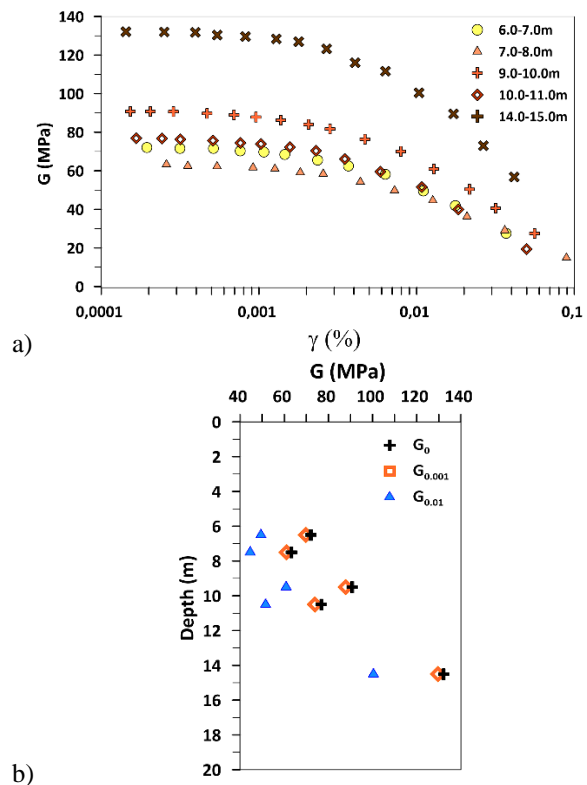 a)
G (MPa)
140
120
100
80
60
40
20
0
6.0-7.0m
7.0-8.0m
9.0-10.0m
10.0-11.0m
14.0-15.0m
0,0001 0,001 0,01 0,1
γ (%)
b)
G (MPa)
40 60 80 100 120 140
Depth (m)
0
2
4
6
8
10
12
14
16
18
20
G0
G0.001
G0.01